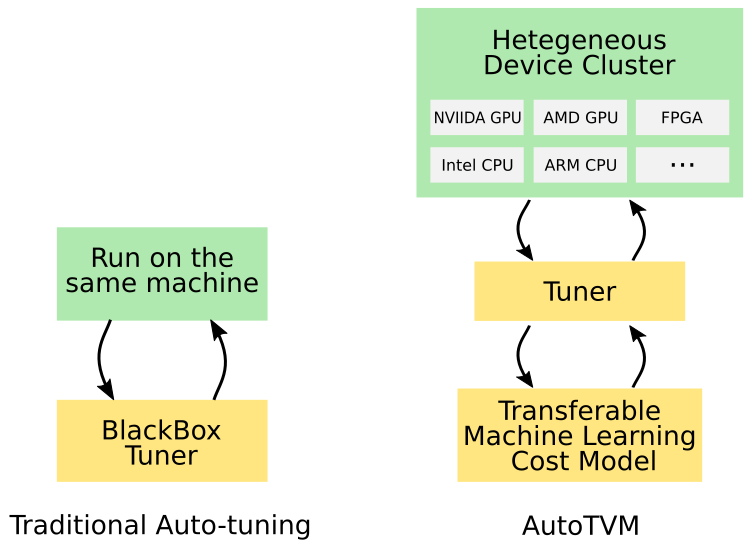 Run on the
same machine
BlackBox
Tuner
Traditional Auto-tuning
Hetegeneous
Device Cluster
NVIIDA GPU
AMD GPU
FPGA
Intel CPU
ARM CPU
...
Tuner
Transferable
Machine Learning
Cost Model
AutoTVM